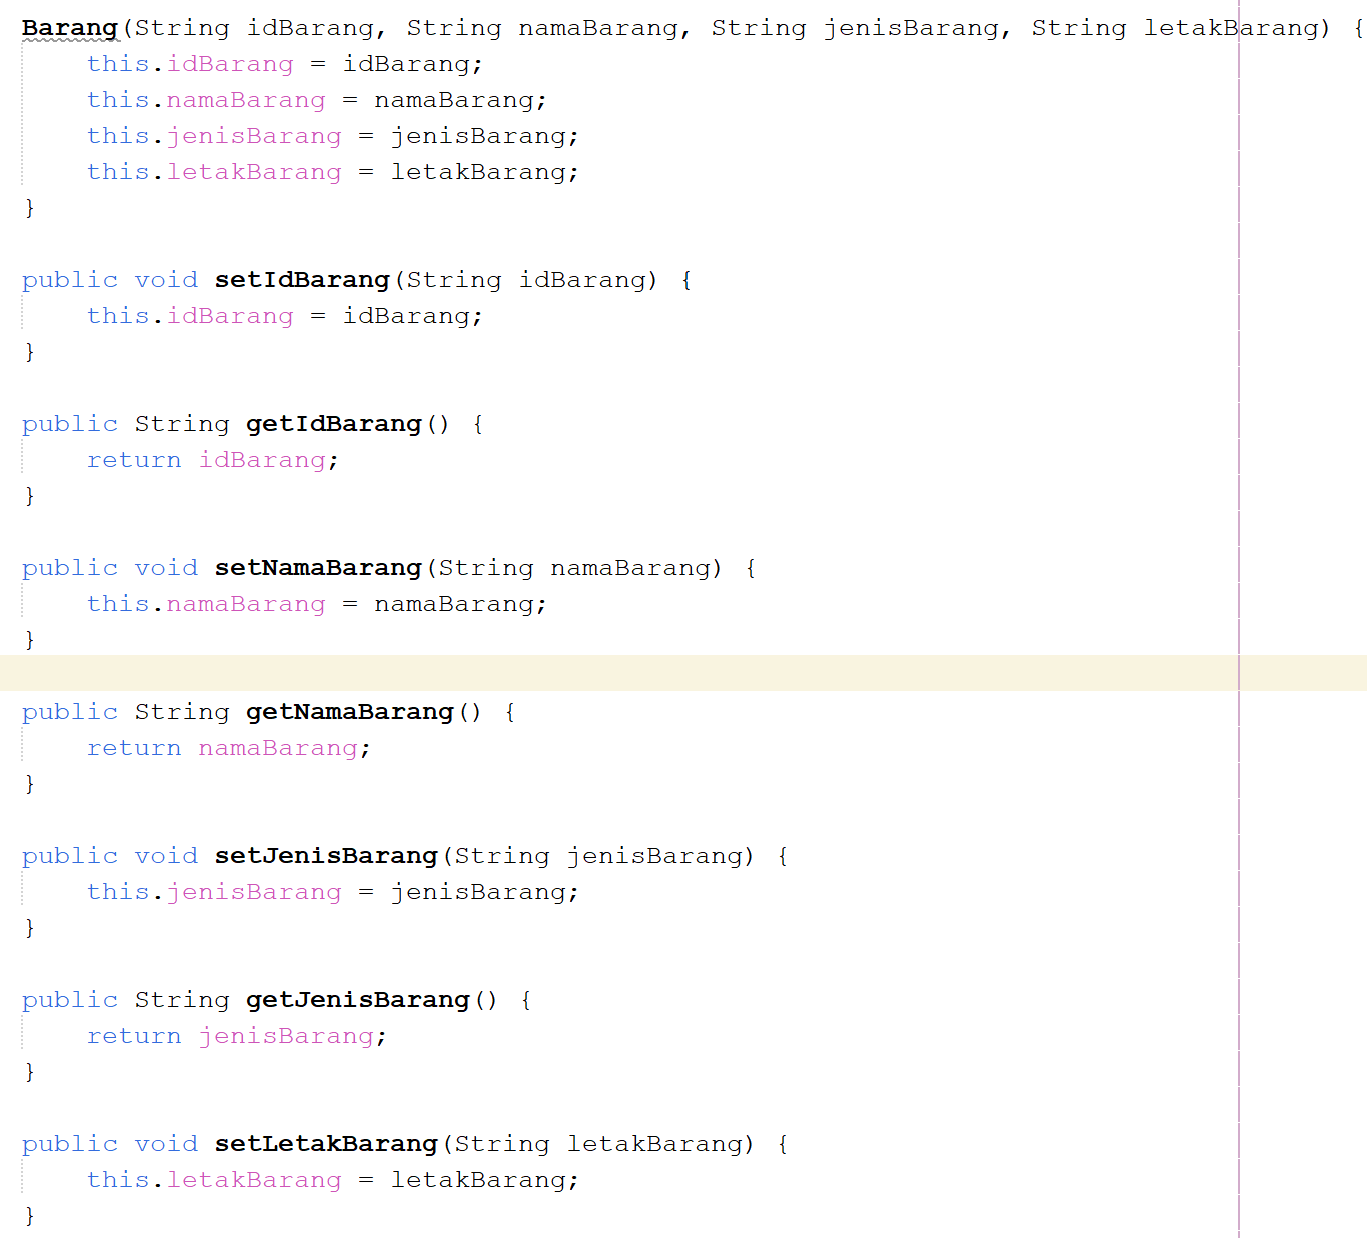 Barang(String idBarang, String namaBarang, String jenisBarang, String letakBarang) {
    this.idBarang = idBarang;
    this.namaBarang = namaBarang;
    this.jenisBarang = jenisBarang;
    this.letakBarang = letakBarang;
}

public void setIdBarang(String idBarang) {
    this.idBarang = idBarang;
}

public String getIdBarang() {
    return idBarang;
}

public void setNamaBarang(String namaBarang) {
    this.namaBarang = namaBarang;
}

public String getNamaBarang() {
    return namaBarang;
}

public void setJenisBarang(String jenisBarang) {
    this.jenisBarang = jenisBarang;
}

public String getJenisBarang() {
    return jenisBarang;
}

public void setLetakBarang(String letakBarang) {
    this.letakBarang = letakBarang;
}